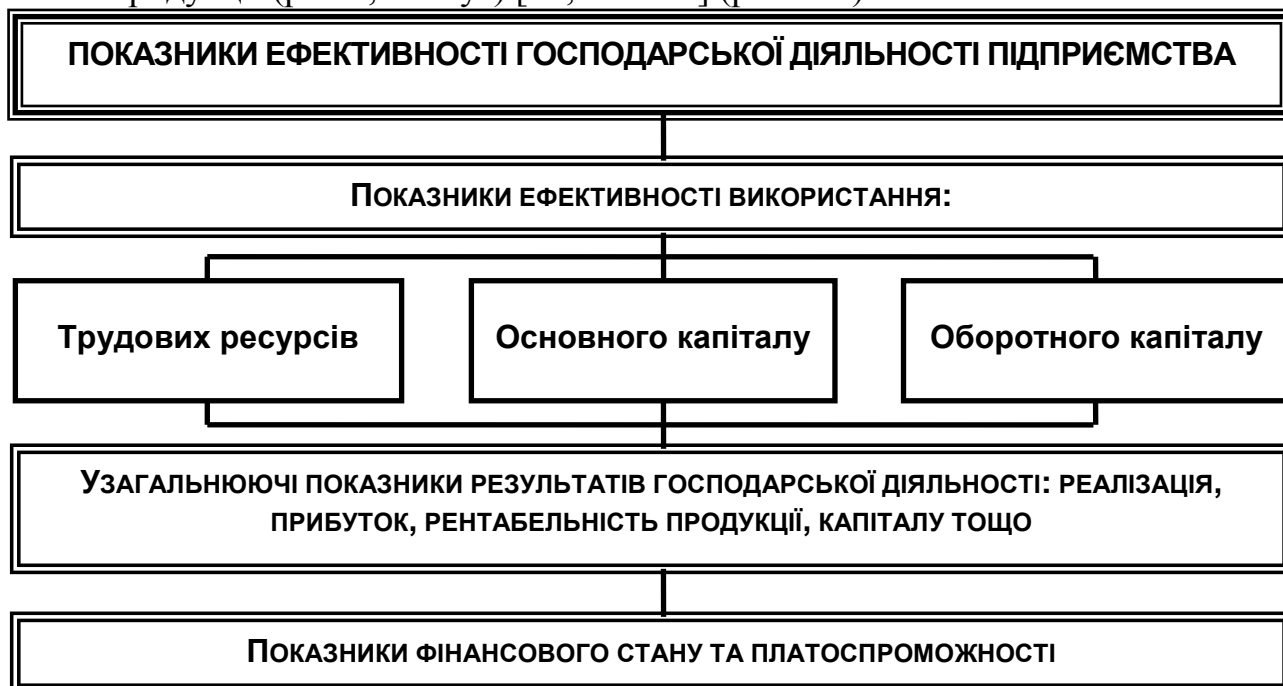 ПОКАЗНИКИ ЕФЕКТИВНОСТІ ГОСПОДАРСЬКОЇ ДІЯЛЬНОСТІ ПІДПРИЄМСТВА
ПОКАЗНИКИ ЕФЕКТИВНОСТІ ВИКОРИСТАННЯ:
Трудових ресурсів
Основного капіталу
Оборотного капіталу
УЗАГАЛЬНЮЮЧІ ПОКАЗНИКИ РЕЗУЛЬТАТІВ ГОСПОДАРСЬКОЇ ДІЯЛЬНОСТІ: РЕАЛІЗАЦІЯ,
ПРИБУТОК, РЕНТАБЕЛЬНІСТЬ ПРОДУКЦІЇ, КАПІТАЛУ ТОЩО
ПОКАЗНИКИ ФІНАНСОВОГО СТАНУ ТА ПЛАТОСПРОМОЖНОСТІ